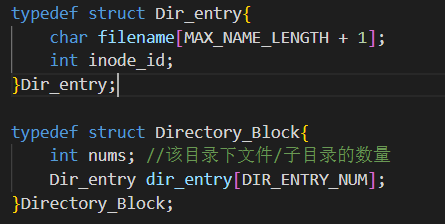 typedef struct Dir_entry{
    char filename[MAX_NAME_LENGTH + 1];
    int inode_id;
}Dir_entry;

typedef struct Directory_Block{
    int nums; //该目录下文件/子目录的数量
    Dir_entry dir_entry[DIR_ENTRY_NUM];
}Directory_Block;